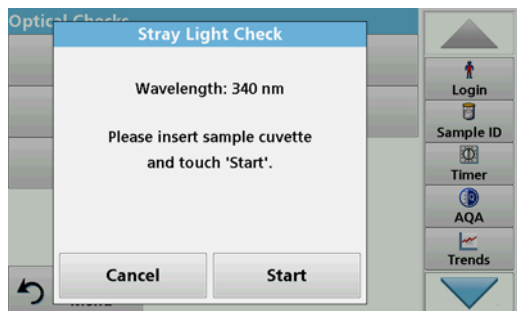 Optical Checks
Stray Light Check
Wavelength: 340 nm
Please insert sample cuvette
and touch 'Start'.
Cancel
Start
Login
Sample ID
Timer
AQA
Trends